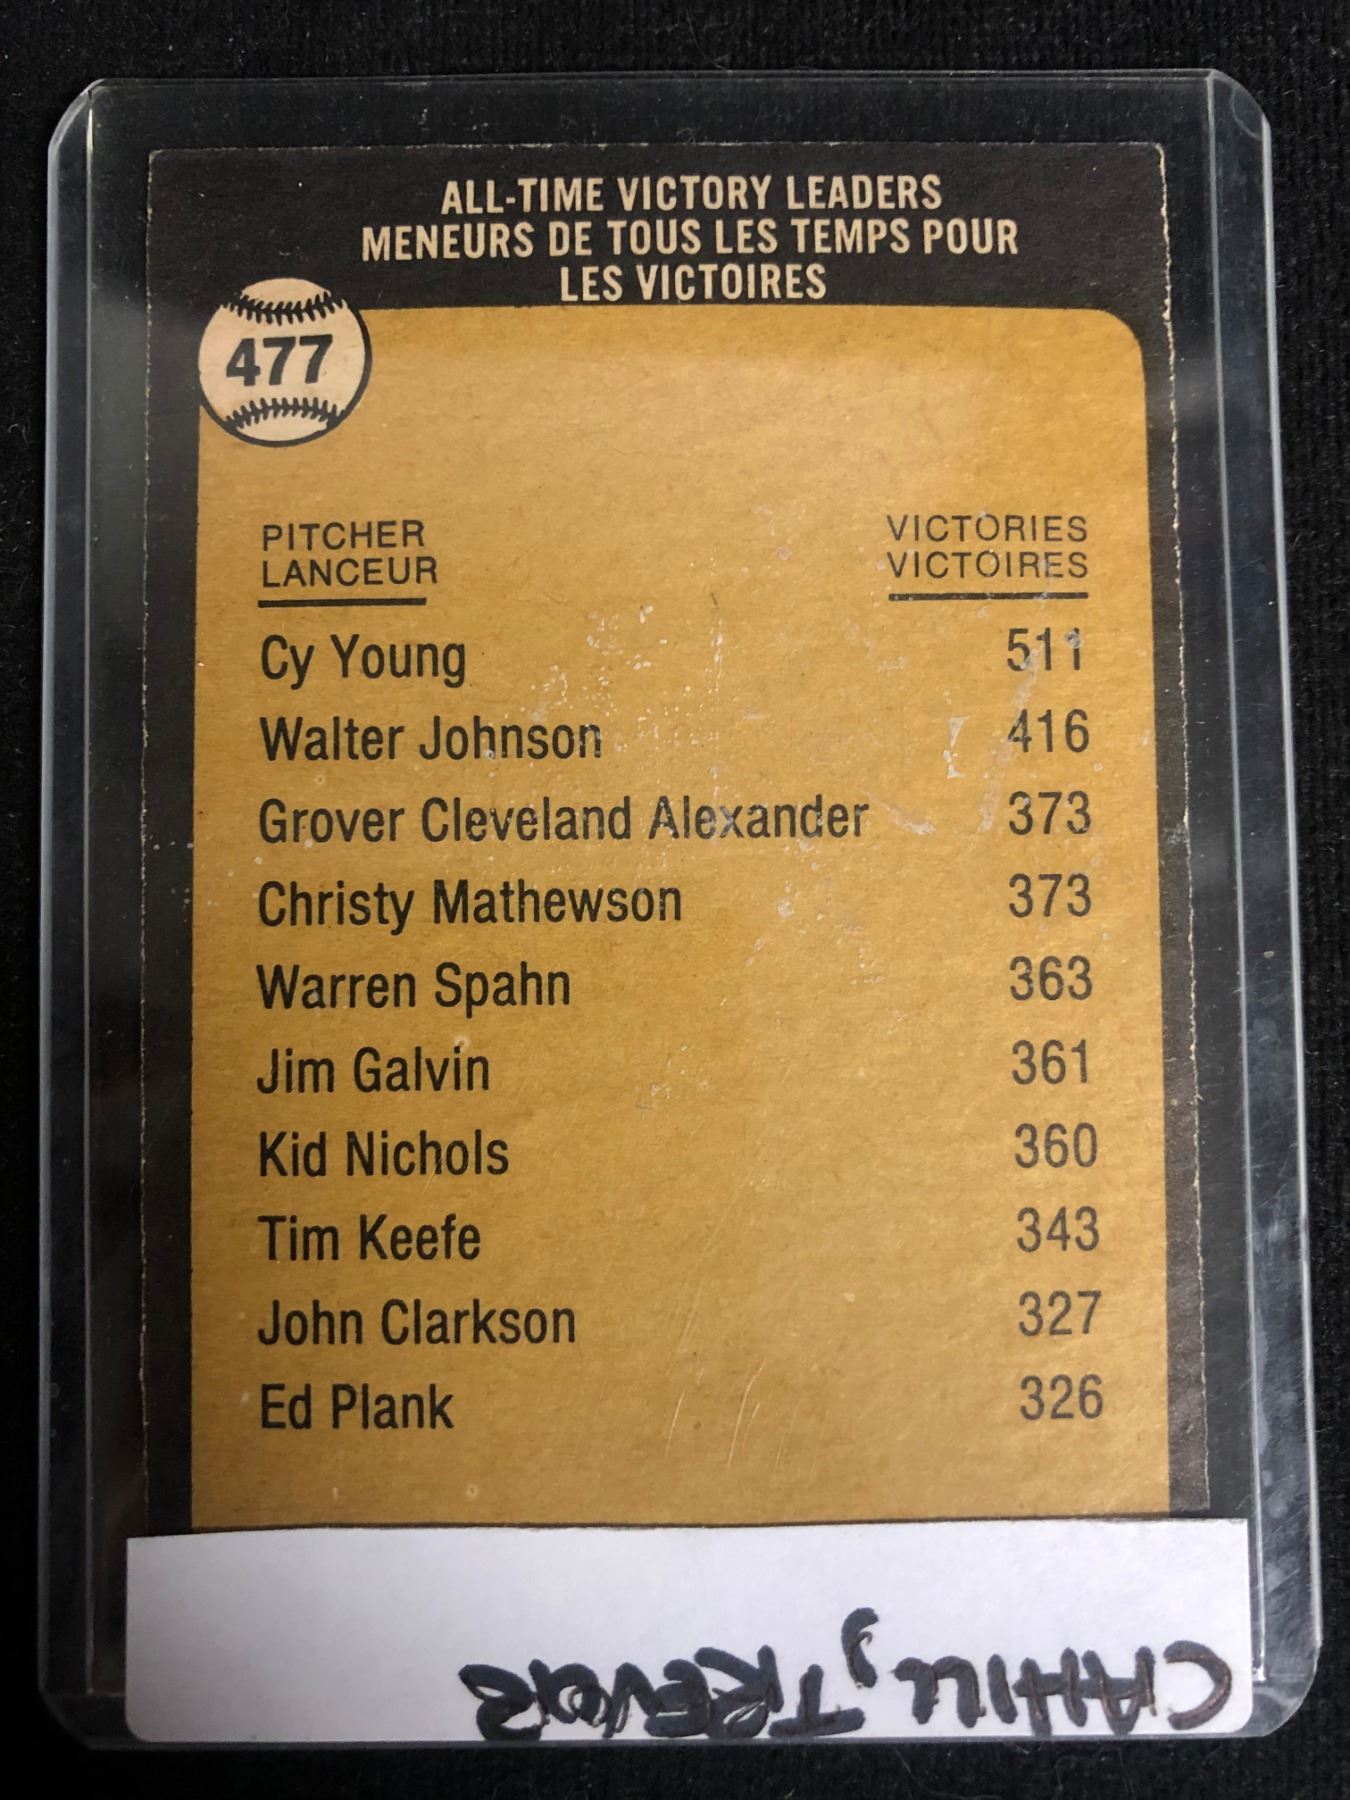 ALL-TIME VICTORY LEADERS
MENEURS DE TOUS LES TEMPS POUR
LES VICTOIRES
477
PITCHER VICTORIES
LANCEUR VICTOIRES
Cy Young 511
Walter Johnson 416
Grover Cleveland Alexander 373
Christy Mathewson 373
Warren Spahn 363
Jim Galvin 361
Kid Nichols 360
Tim Keefe 343
John Clarkson 327
Ed Plank 326
CAHILL, TREVOR